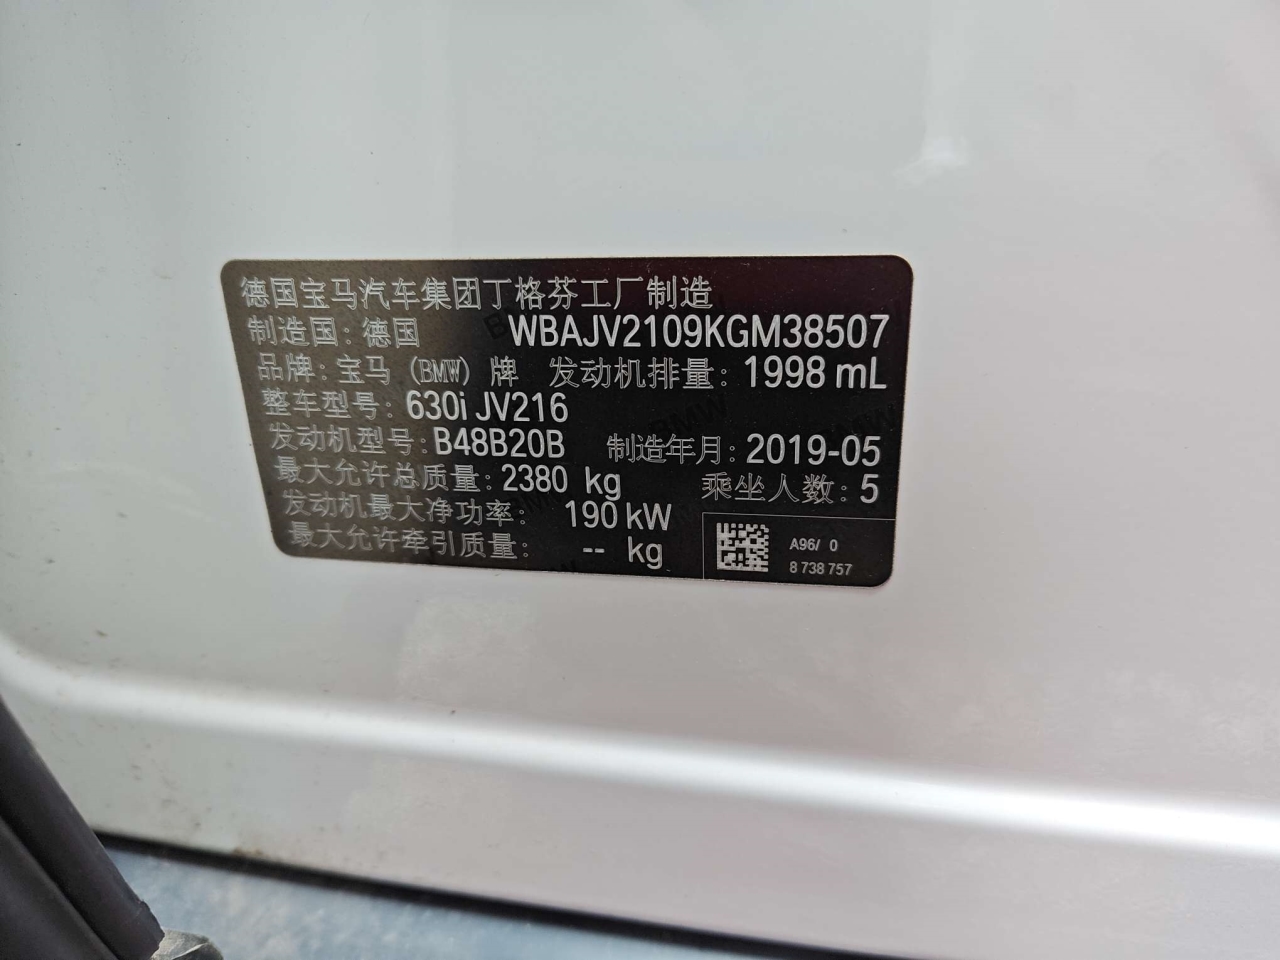 德国宝马汽车集团丁格芬工厂制造
制造国: 德国 WBAJV2109KGM38507
品牌: 宝马 (BMW) 牌 发动机排量: 1998 mL
整车型号: 630i JV216
发动机型号: B48B20B 制造年月: 2019-05
最大允许总质量: 2380 kg 乘坐人数: 5
发动机最大净功率: 190 kW
最大允许牵引质量: -- kg
A96/ 0
8 738 757